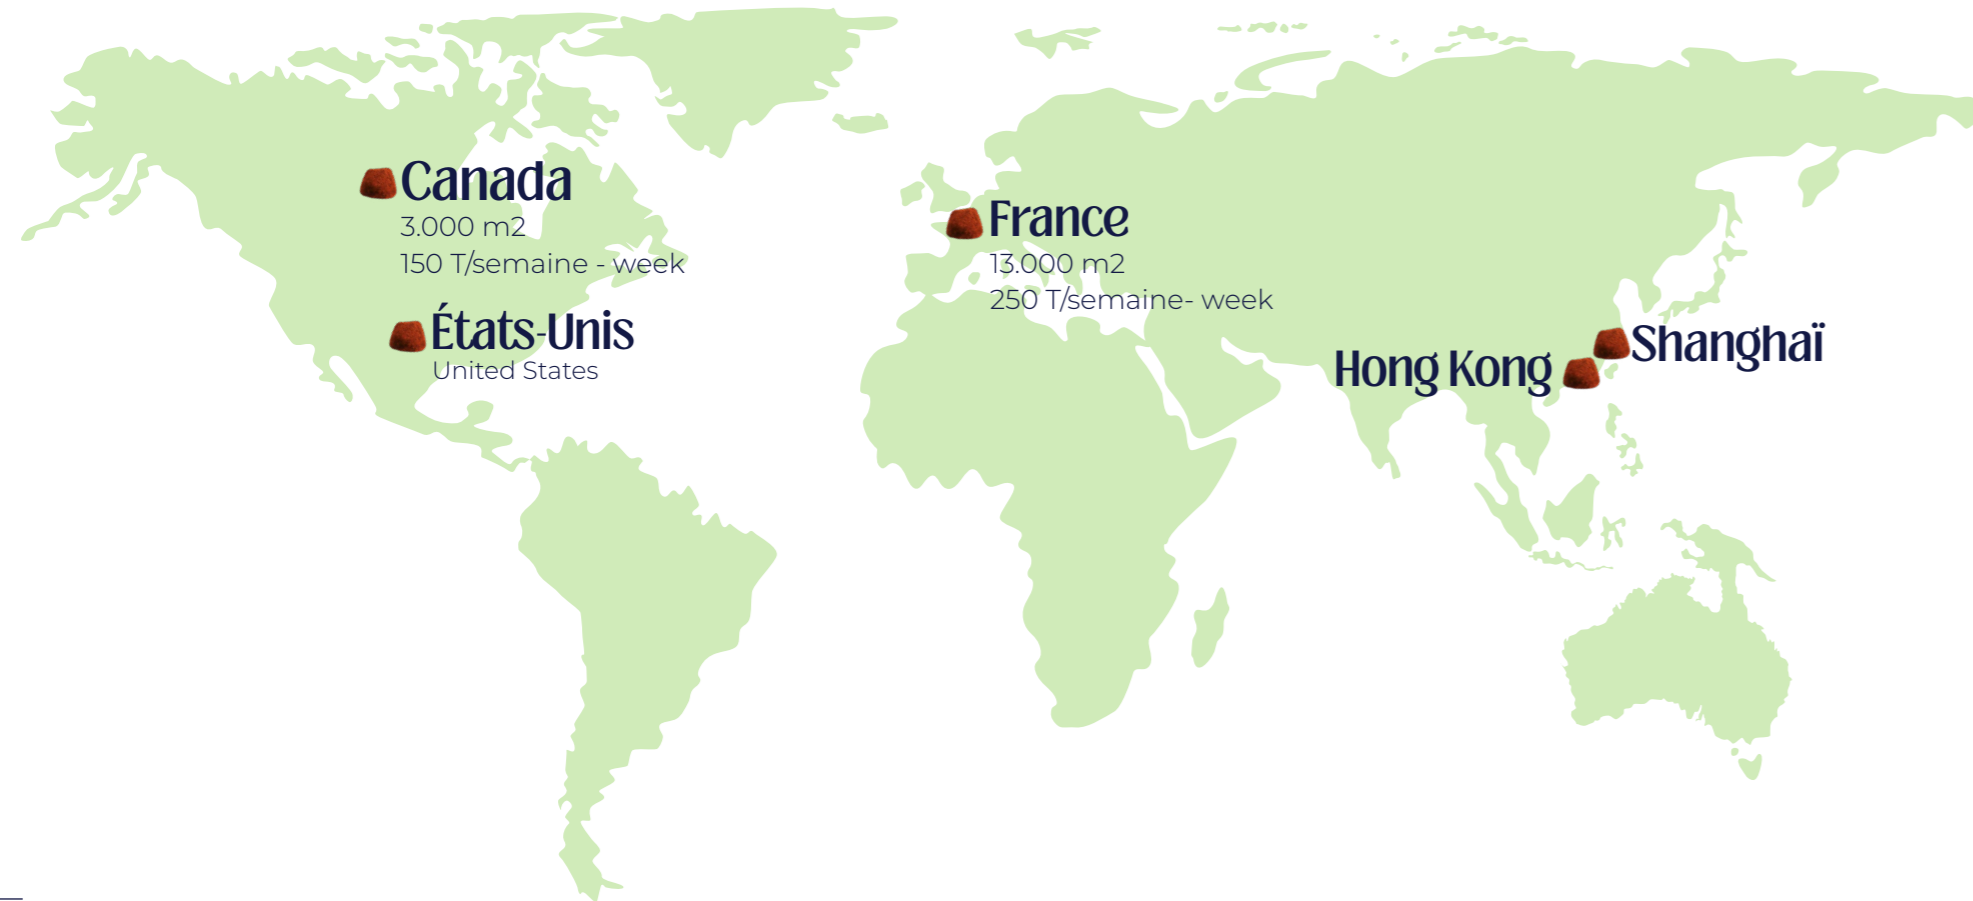 Canada
3.000 m2
150 T/semaine - week
États-Unis
United States
France
13.000 m2
250 T/semaine- week
Hong Kong
Shanghaï